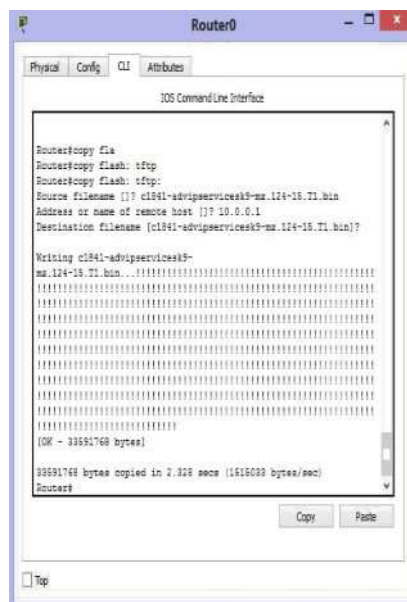 Router0
Physical Config CLI Attributes
IOS Command Line Interface
Router#copy fla
Router#copy flash: tftp
Router#copy flash: tftp:
Source filename []? c1841-advipservicesk9-mz.124-15.T1.bin
Address or name of remote host []? 10.0.0.1
Destination filename [c1841-advipservicesk9-mz.124-15.T1.bin]?
Writing c1841-advipservicesk9-
mz.124-15.T1.bin...!!!!!!!!!!!!!!!!!!!!!!!!!!!!!!!!!!!!!!!!!!!!!!
!!!!!!!!!!!!!!!!!!!!!!!!!!!!!!!!!!!!!!!!!!!!!!!!!!!!!!!!!!!!!!!!!
!!!!!!!!!!!!!!!!!!!!!!!!!!!!!!!!!!!!!!!!!!!!!!!!!!!!!!!!!!!!!!!!!
!!!!!!!!!!!!!!!!!!!!!!!!!!!!!!!!!!!!!!!!!!!!!!!!!!!!!!!!!!!!!!!!!
!!!!!!!!!!!!!!!!!!!!!!!!!!!!!!!!!!!!!!!!!!!!!!!!!!!!!!!!!!!!!!!!!
!!!!!!!!!!!!!!!!!!!!!!!!!!!!!!!!!!!!!!!!!!!!!!!!!!!!!!!!!!!!!!!!!
!!!!!!!!!!!!!!!!!!!!!!!!!!!!!!!!!!!!!!!!!!!!!!!!!!!!!!!!!!!!!!!!!
!!!!!!!!!!!!!!!!!!!!!!!!!!!!!!!!!!!!!!!!!!!!!!!!!!!!!!!!!!!!!!!!!
!!!!!!!!!!!!!!!!!!!!!!!!!!!!!!!!!!!!!!!!!!!!!!!!!!!!!!!!!!!!!!!!!
!!!!!!!!!!!!!!!!!!!!!!!!!!!!!!!!!!!!!!!!!!!!!!!!!!!!!!!!!!!!!!!!!
!!!!!!!!!!!!!!!!!!!!!!!!!!!
[OK - 33591768 bytes]
33591768 bytes copied in 2.328 secs (1515033 bytes/sec)
Router#
Copy Paste
Top